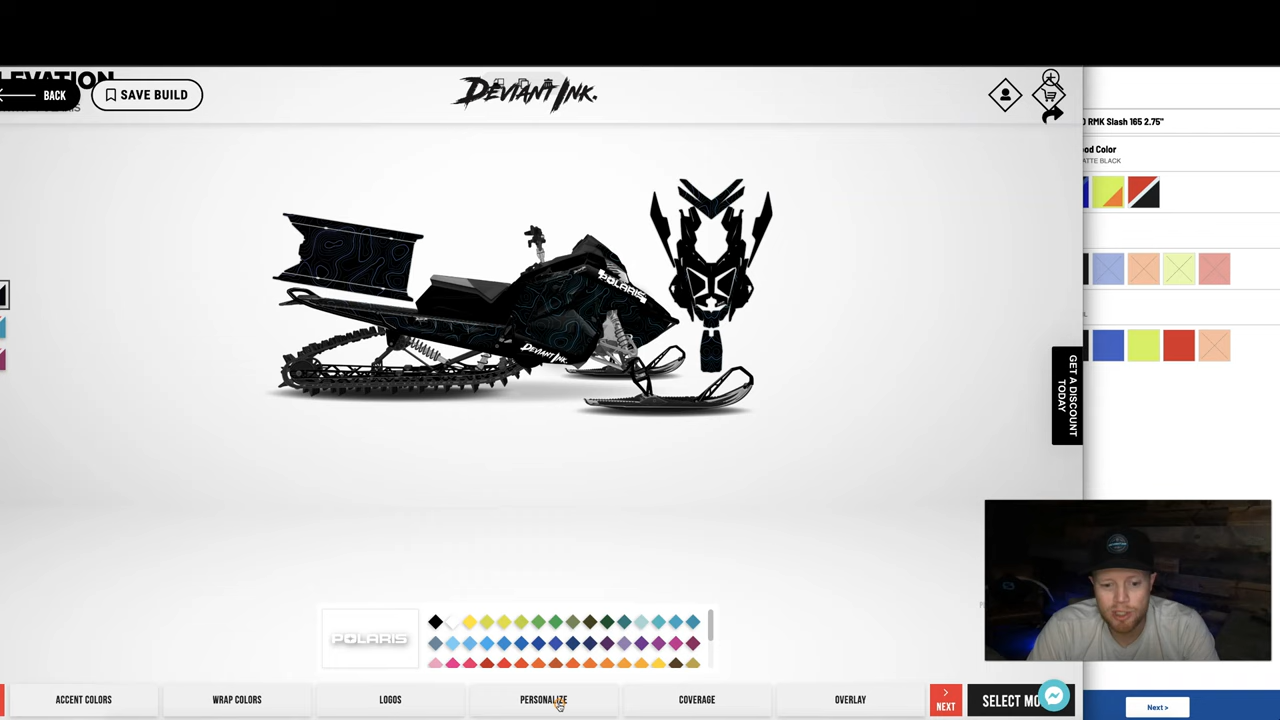 LEVATION
BACK
SAVE BUILD
DEVIANT INK.
0 RMK Slash 165 2.75"
ood Color
ATTE BLACK
POLARIS
DEVIANT INK.
GET A DISCOUNT
TODAY
POLARIS
ACCENT COLORS
WRAP COLORS
LOGOS
PERSONALIZE
COVERAGE
OVERLAY
NEXT
SELECT MO
Next >